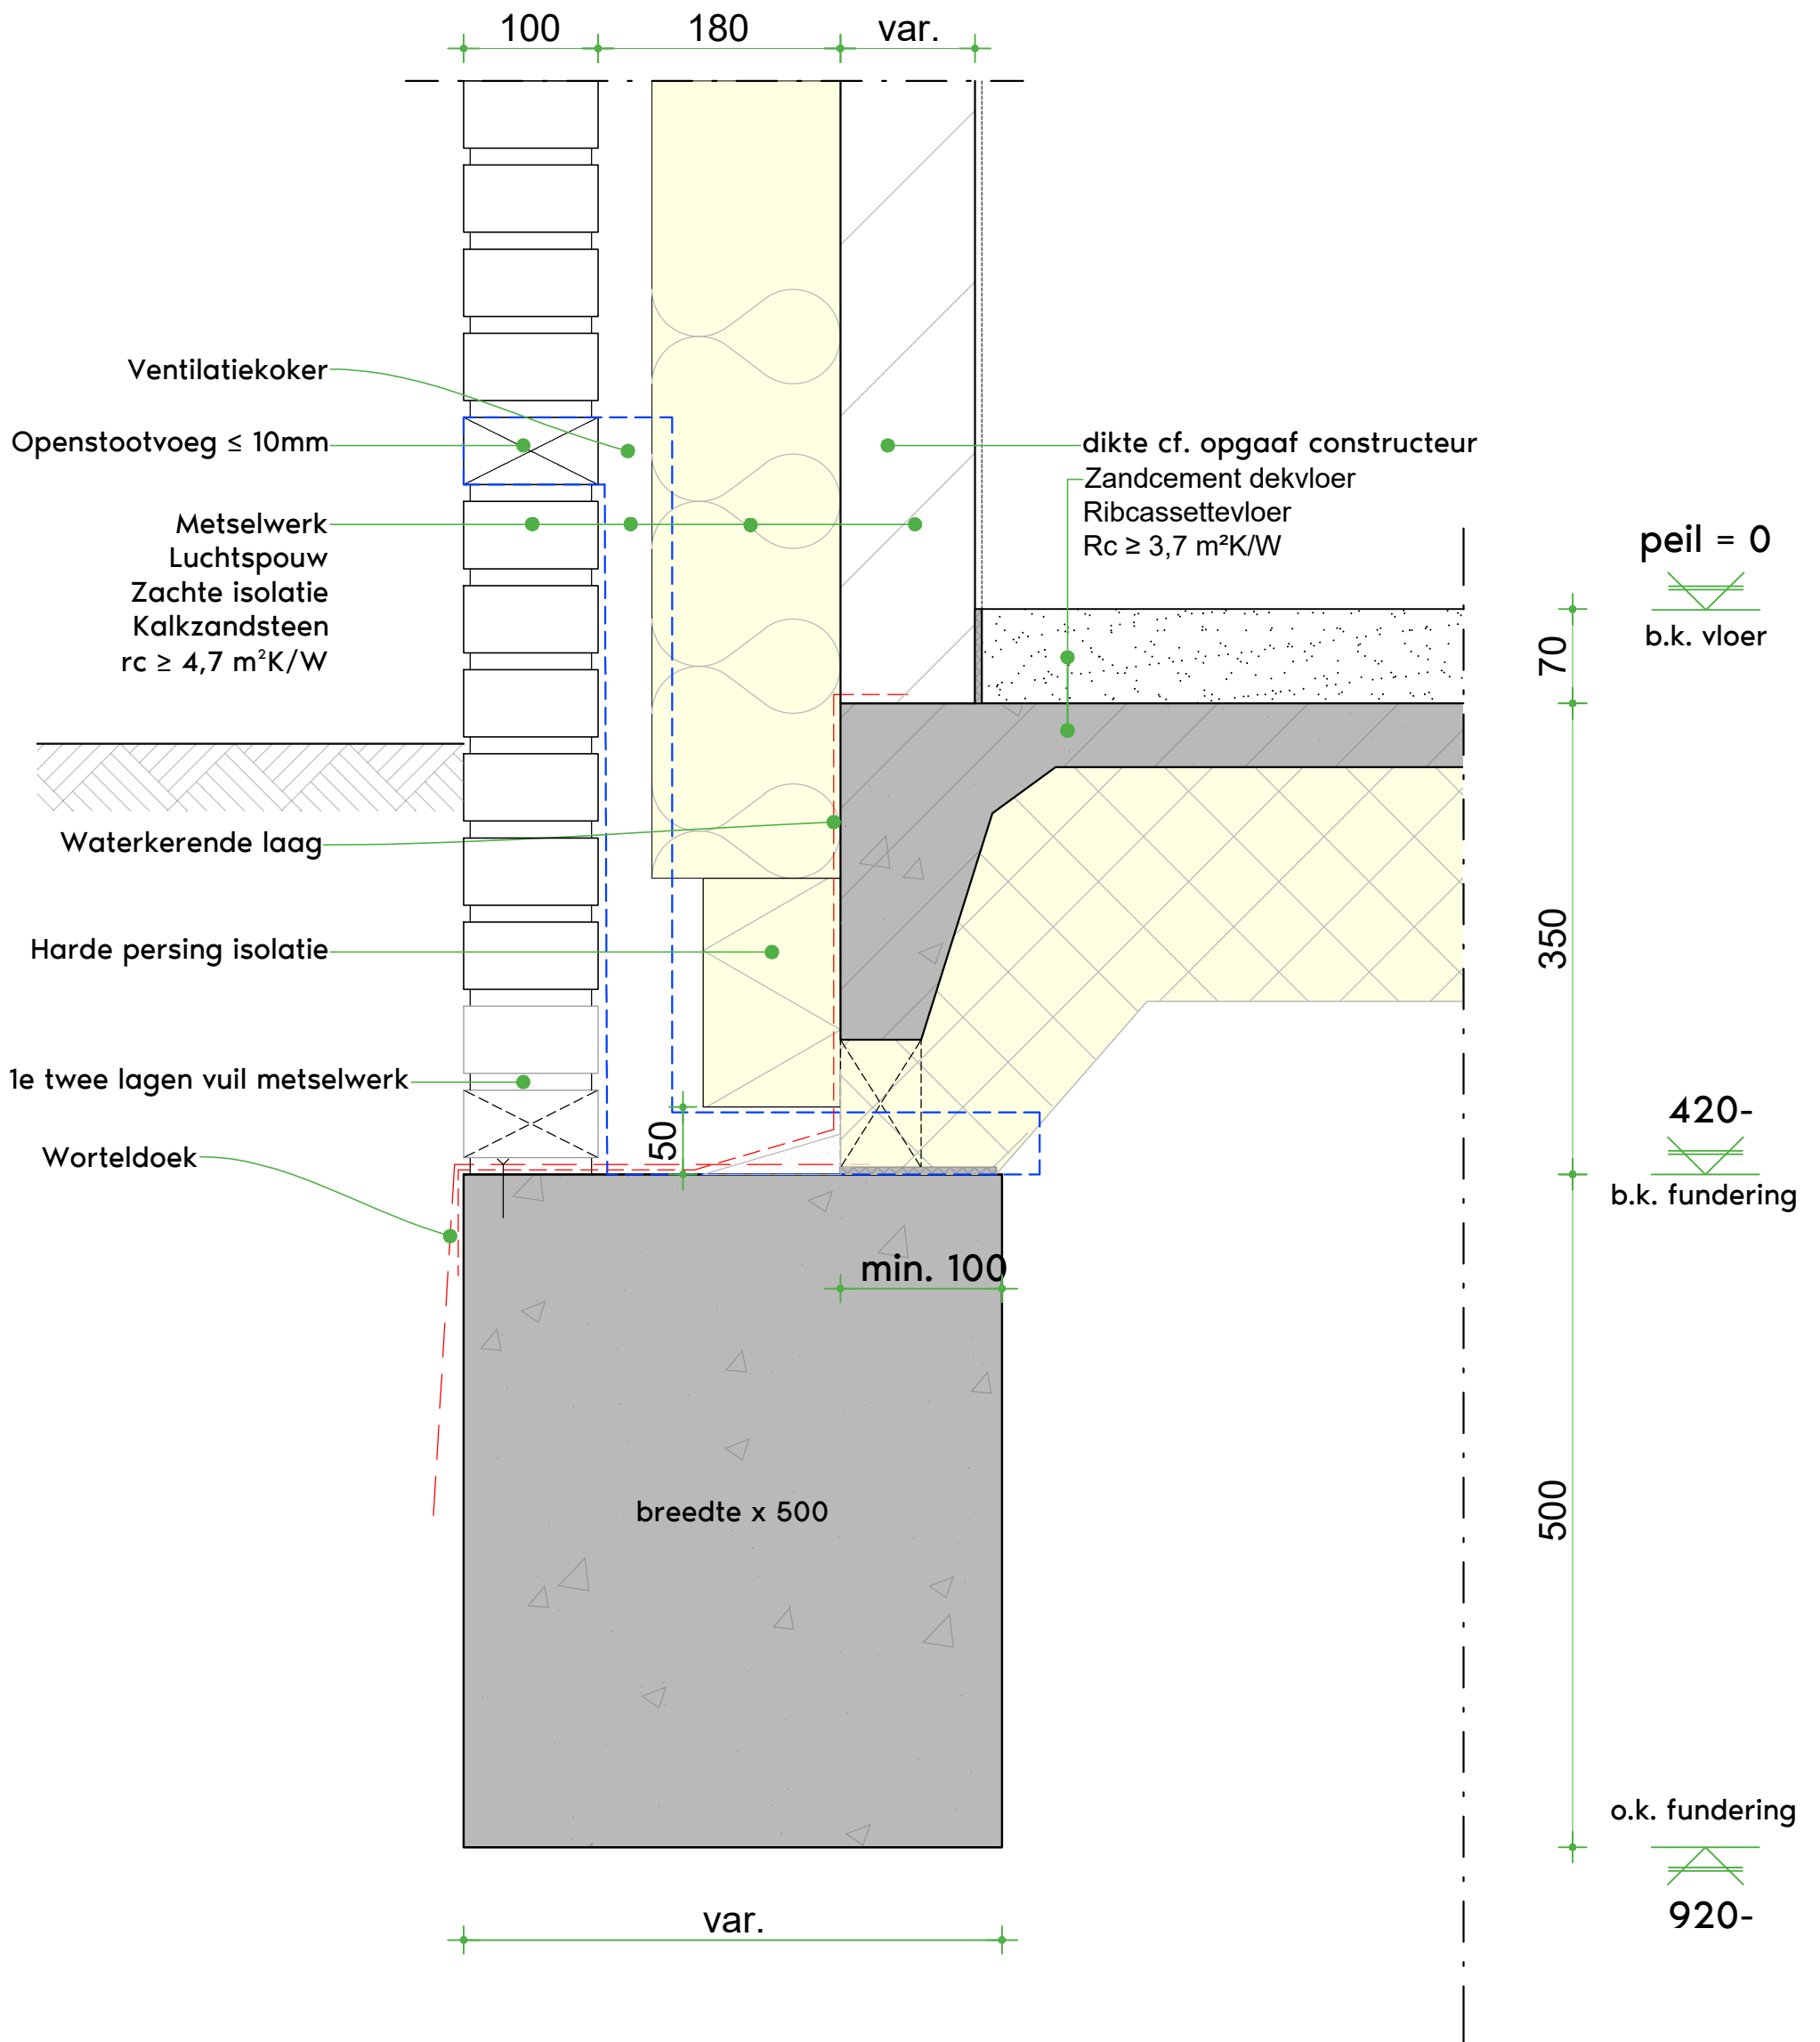 100
180
var.
Ventilatiekoker
Openstootvoeg ≤ 10mm
Metselwerk
Luchtspouw
Zachte isolatie
Kalkzandsteen
rc ≥ 4,7 m²K/W
Waterkerende laag
Harde persing isolatie
1e twee lagen vuil metselwerk
Worteldoek
dikte cf. opgaaf constructeur
Zandcement dekvloer
Ribcassettevloer
Rc ≥ 3,7 m²K/W
peil = 0
b.k. vloer
70
350
420-
b.k. fundering
50
min. 100
500
breedte x 500
o.k. fundering
920-
var.